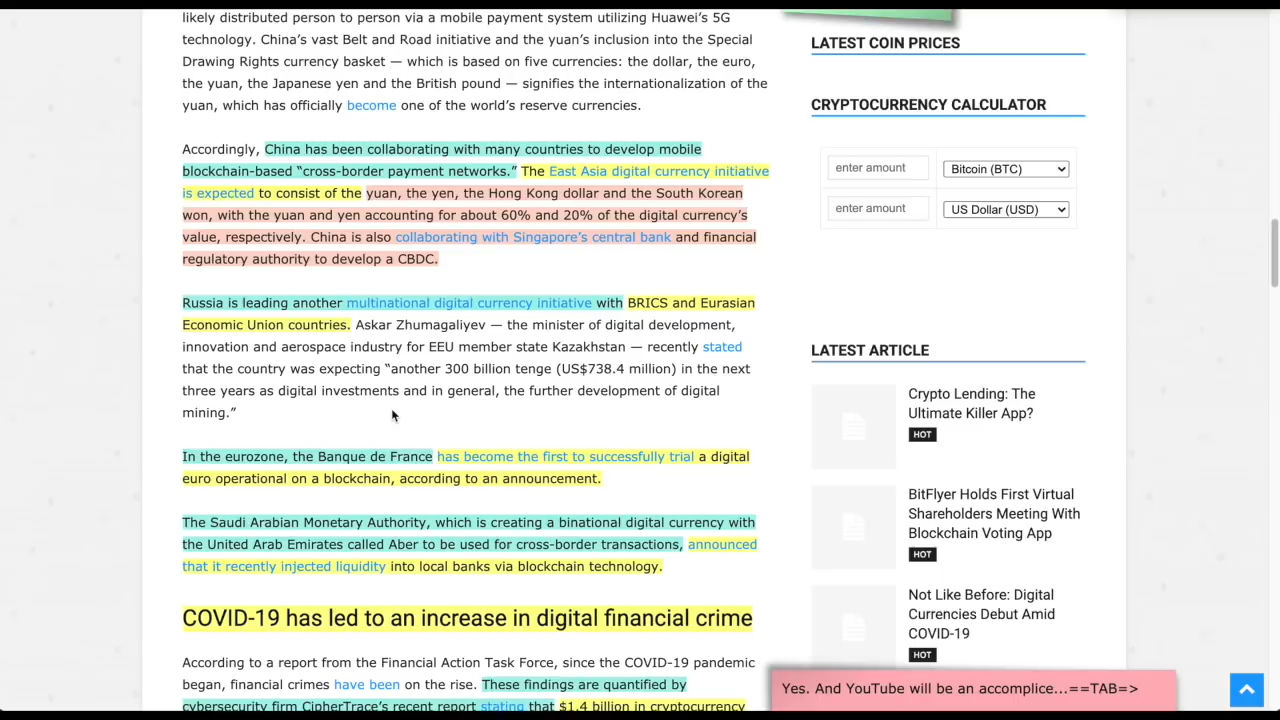 likely distributed person to person via a mobile payment system utilizing Huawei's 5G
technology. China's vast Belt and Road initiative and the yuan's inclusion into the Special
Drawing Rights currency basket — which is based on five currencies: the dollar, the euro,
the yuan, the Japanese yen and the British pound — signifies the internationalization of the
yuan, which has officially become one of the world's reserve currencies.
Accordingly, China has been collaborating with many countries to develop mobile
blockchain-based “cross-border payment networks.” The East Asia digital currency initiative
is expected to consist of the yuan, the yen, the Hong Kong dollar and the South Korean
won, with the yuan and yen accounting for about 60% and 20% of the digital currency's
value, respectively. China is also collaborating with Singapore's central bank and financial
regulatory authority to develop a CBDC.
Russia is leading another multinational digital currency initiative with BRICS and Eurasian
Economic Union countries. Askar Zhumagaliyev — the minister of digital development,
innovation and aerospace industry for EEU member state Kazakhstan — recently stated
that the country was expecting “another 300 billion tenge (US$738.4 million) in the next
three years as digital investments and in general, the further development of digital
mining.”
In the eurozone, the Banque de France has become the first to successfully trial a digital
euro operational on a blockchain, according to an announcement.
The Saudi Arabian Monetary Authority, which is creating a binational digital currency with
the United Arab Emirates called Aber to be used for cross-border transactions, announced
that it recently injected liquidity into local banks via blockchain technology.
COVID-19 has led to an increase in digital financial crime
According to a report from the Financial Action Task Force, since the COVID-19 pandemic
began, financial crimes have been on the rise. These findings are quantified by
cybersecurity firm CipherTrace's recent report stating that $1.4 billion in cryptocurrency
LATEST COIN PRICES
CRYPTOCURRENCY CALCULATOR
enter amount
Bitcoin (BTC)
enter amount
US Dollar (USD)
LATEST ARTICLE
Crypto Lending: The
Ultimate Killer App?
HOT
BitFlyer Holds First Virtual
Shareholders Meeting With
Blockchain Voting App
HOT
Not Like Before: Digital
Currencies Debut Amid
COVID-19
HOT
Yes. And YouTube will be an accomplice...==TAB=>